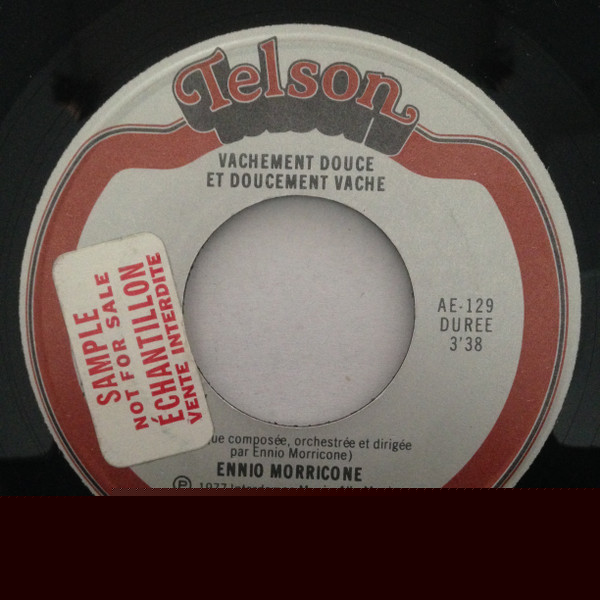 Telson
VACHEMENT DOUCE
ET DOUCEMENT VACHE
SAMPLE
NOT FOR SALE
ÉCHANTILLON
VENTE INTERDITE
AE-129
DUREE
3'38
composée, orchestrée et dirigée
par Ennio Morricone)
ENNIO MORRICONE
Ⓟ 1977